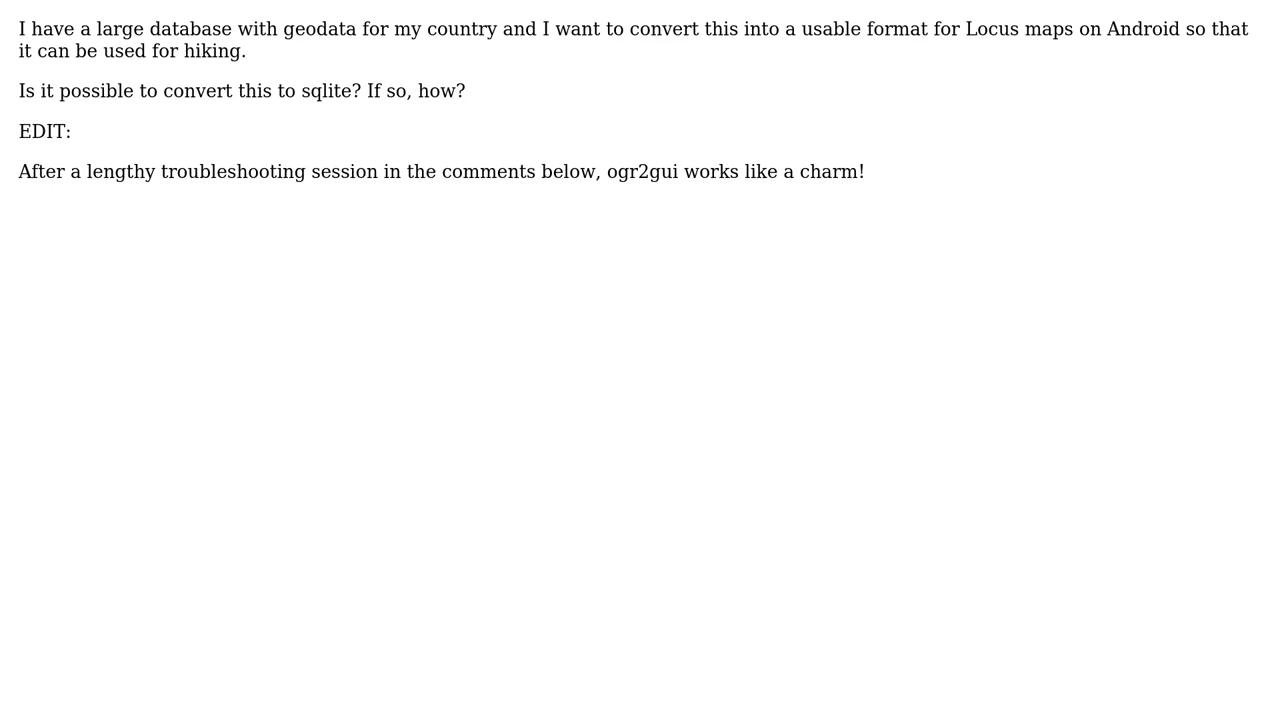 I have a large database with geodata for my country and I want to convert this into a usable format for Locus maps on Android so that
it can be used for hiking.
Is it possible to convert this to sqlite? If so, how?
EDIT:
After a lengthy troubleshooting session in the comments below, ogr2gui works like a charm!